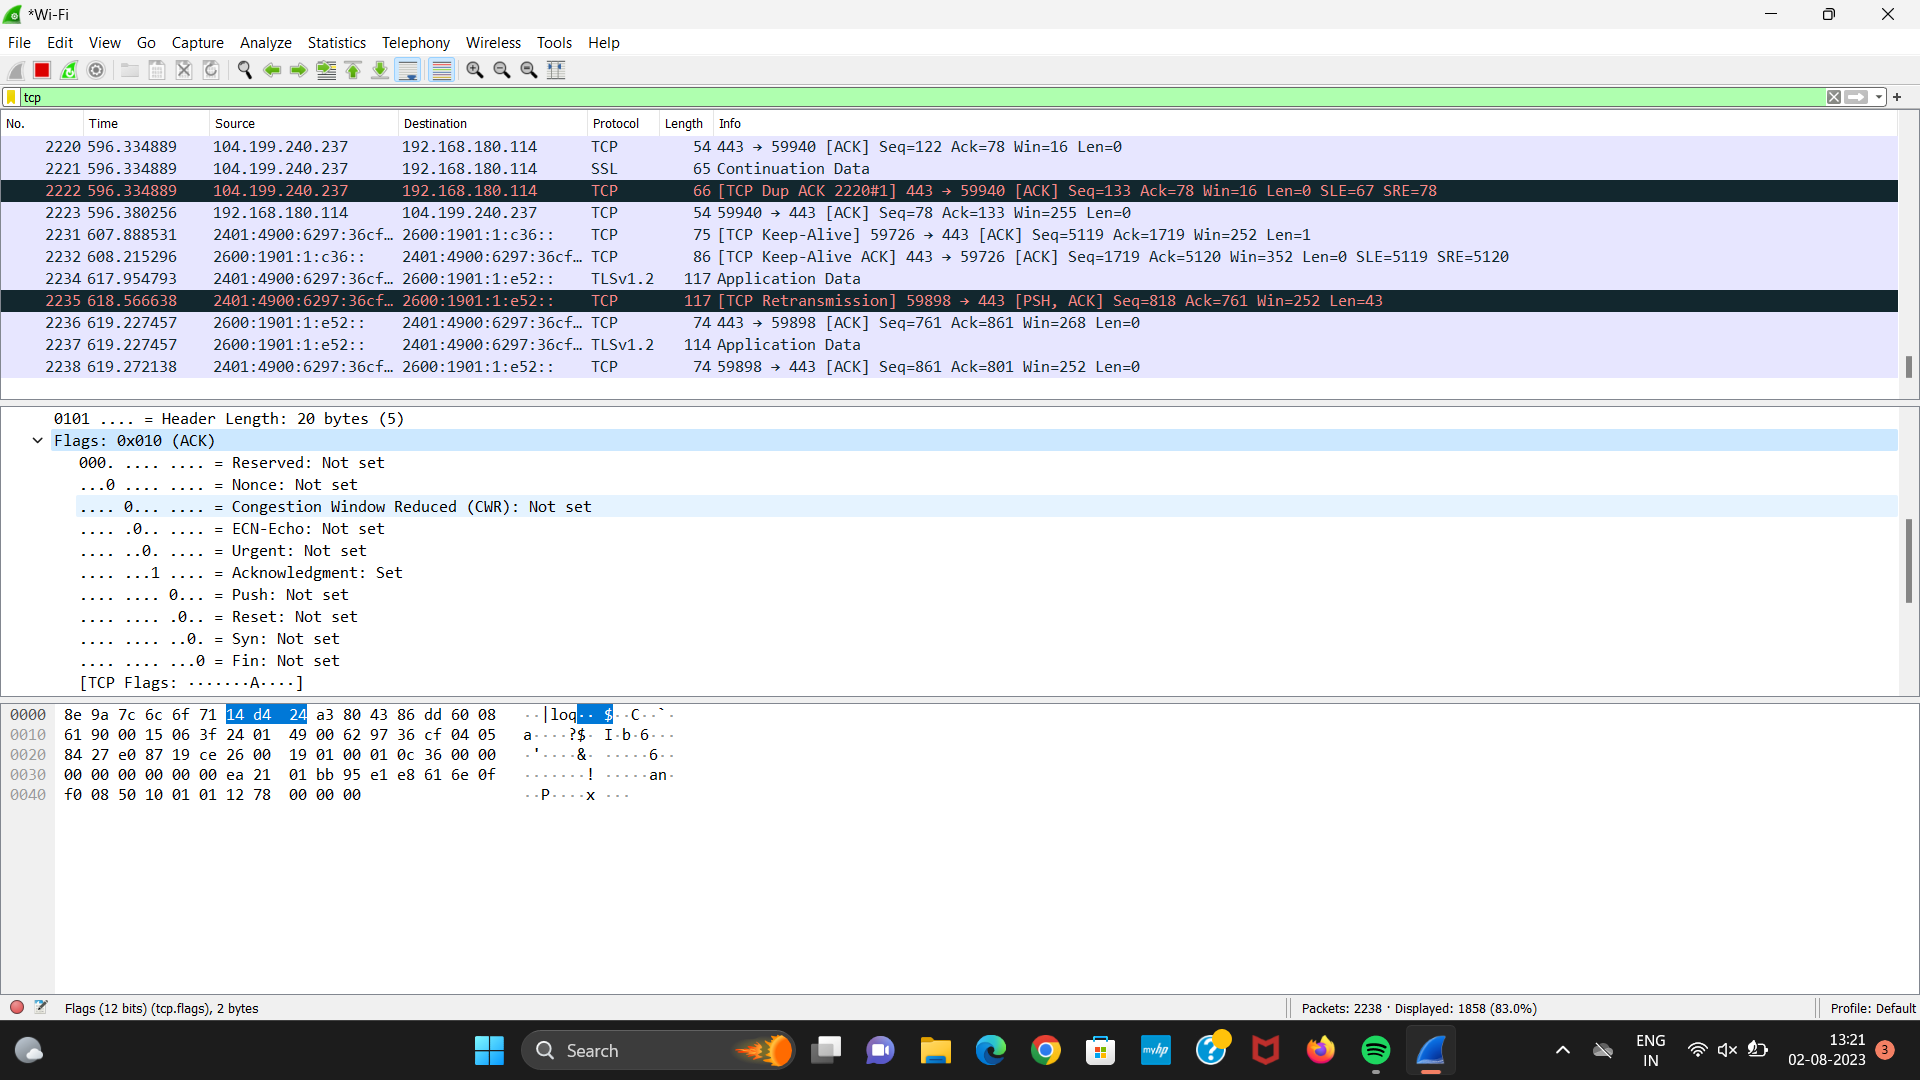 *Wi-Fi
File Edit View Go Capture Analyze Statistics Telephony Wireless Tools Help
tcp
No. Time Source Destination Protocol Length Info
2220 596.334889 104.199.240.237 192.168.180.114 TCP 54 443 → 59940 [ACK] Seq=122 Ack=78 Win=16 Len=0
2221 596.334889 104.199.240.237 192.168.180.114 SSL 65 Continuation Data
2222 596.334889 104.199.240.237 192.168.180.114 TCP 66 [TCP Dup ACK 2220#1] 443 → 59940 [ACK] Seq=133 Ack=78 Win=16 Len=0 SLE=67 SRE=78
2223 596.380256 192.168.180.114 104.199.240.237 TCP 54 59940 → 443 [ACK] Seq=78 Ack=133 Win=255 Len=0
2231 607.888531 2401:4900:6297:36cf… 2600:1901:1:c36:: TCP 75 [TCP Keep-Alive] 59726 → 443 [ACK] Seq=5119 Ack=1719 Win=252 Len=1
2232 608.215296 2600:1901:1:c36:: 2401:4900:6297:36cf… TCP 86 [TCP Keep-Alive ACK] 443 → 59726 [ACK] Seq=1719 Ack=5120 Win=352 Len=0 SLE=5119 SRE=5120
2234 617.954793 2401:4900:6297:36cf… 2600:1901:1:e52:: TLSv1.2 117 Application Data
2235 618.566638 2401:4900:6297:36cf… 2600:1901:1:e52:: TCP 117 [TCP Retransmission] 59898 → 443 [PSH, ACK] Seq=818 Ack=761 Win=252 Len=43
2236 619.227457 2600:1901:1:e52:: 2401:4900:6297:36cf… TCP 74 443 → 59898 [ACK] Seq=761 Ack=861 Win=268 Len=0
2237 619.227457 2600:1901:1:e52:: 2401:4900:6297:36cf… TLSv1.2 114 Application Data
2238 619.272138 2401:4900:6297:36cf… 2600:1901:1:e52:: TCP 74 59898 → 443 [ACK] Seq=861 Ack=801 Win=252 Len=0
0101 .... = Header Length: 20 bytes (5)
Flags: 0x010 (ACK)
000. .... .... = Reserved: Not set
...0 .... .... = Nonce: Not set
.... 0... .... = Congestion Window Reduced (CWR): Not set
.... .0.. .... = ECN-Echo: Not set
.... ..0. .... = Urgent: Not set
.... ...1 .... = Acknowledgment: Set
.... .... 0... = Push: Not set
.... .... .0.. = Reset: Not set
.... .... ..0. = Syn: Not set
.... .... ...0 = Fin: Not set
[TCP Flags: ·······A····]
0000 8e 9a 7c 6c 6f 71 14 d4 24 a3 80 43 86 dd 60 08 ··|loq·· $··C··`·
0010 61 90 00 15 06 3f 24 01 49 00 62 97 36 cf 04 05 a····?$· I·b·6···
0020 84 27 e0 87 19 ce 26 00 19 01 00 01 0c 36 00 00 ·'····&· ·····6··
0030 00 00 00 00 00 00 ea 21 01 bb 95 e1 e8 61 6e 0f ·······! ·····an·
0040 f0 08 50 10 01 01 12 78 00 00 00 ··P····x ···
Flags (12 bits) (tcp.flags), 2 bytes
Packets: 2238 · Displayed: 1858 (83.0%)
Profile: Default
Search
myhp
ENG
IN
13:21
02-08-2023
3